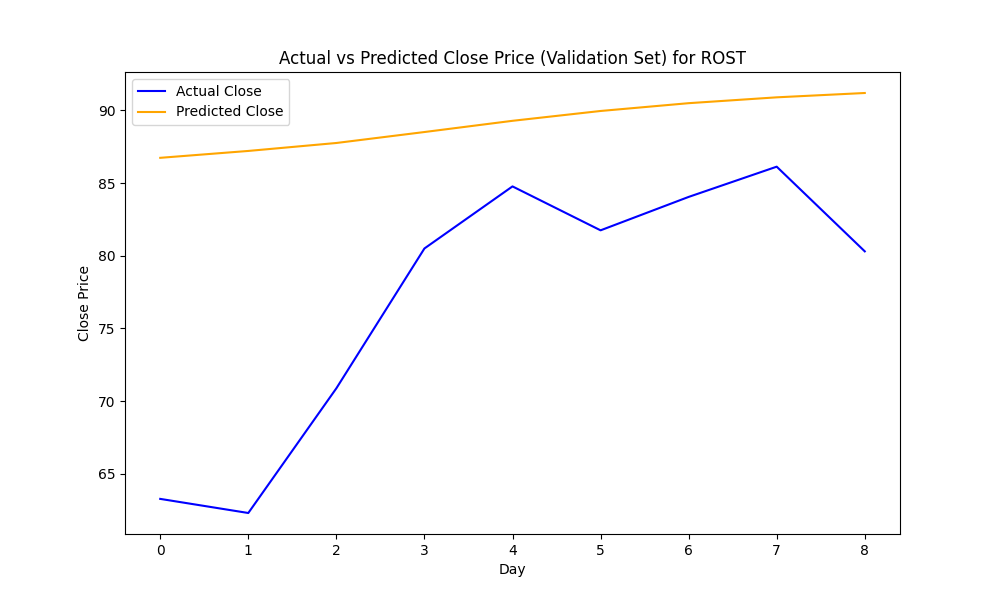 Actual vs Predicted Close Price (Validation Set) for ROST
Actual Close
Predicted Close
90
85
80
75
70
65
Close Price
0 1 2 3 4 5 6 7 8
Day